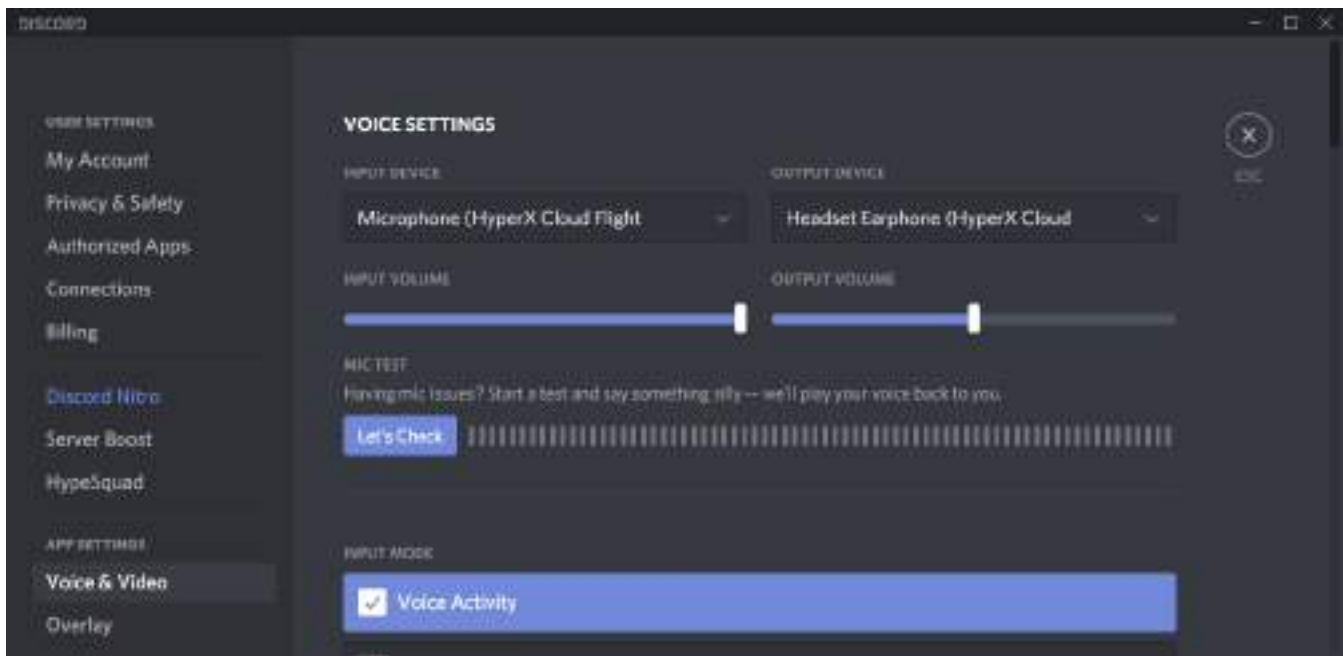 DISCORD
USER SETTINGS
My Account
Privacy & Safety
Authorized Apps
Connections
Billing
Discord Nitro
Server Boost
HypeSquad
APP SETTINGS
Voice & Video
Overlay
VOICE SETTINGS
INPUT DEVICE
Microphone (HyperX Cloud Flight
OUTPUT DEVICE
Headset Earphone (HyperX Cloud
INPUT VOLUME
OUTPUT VOLUME
MIC TEST
Having mic issues? Start a test and say something silly — we'll play your voice back to you.
Let's Check
INPUT MODE
Voice Activity
ESC